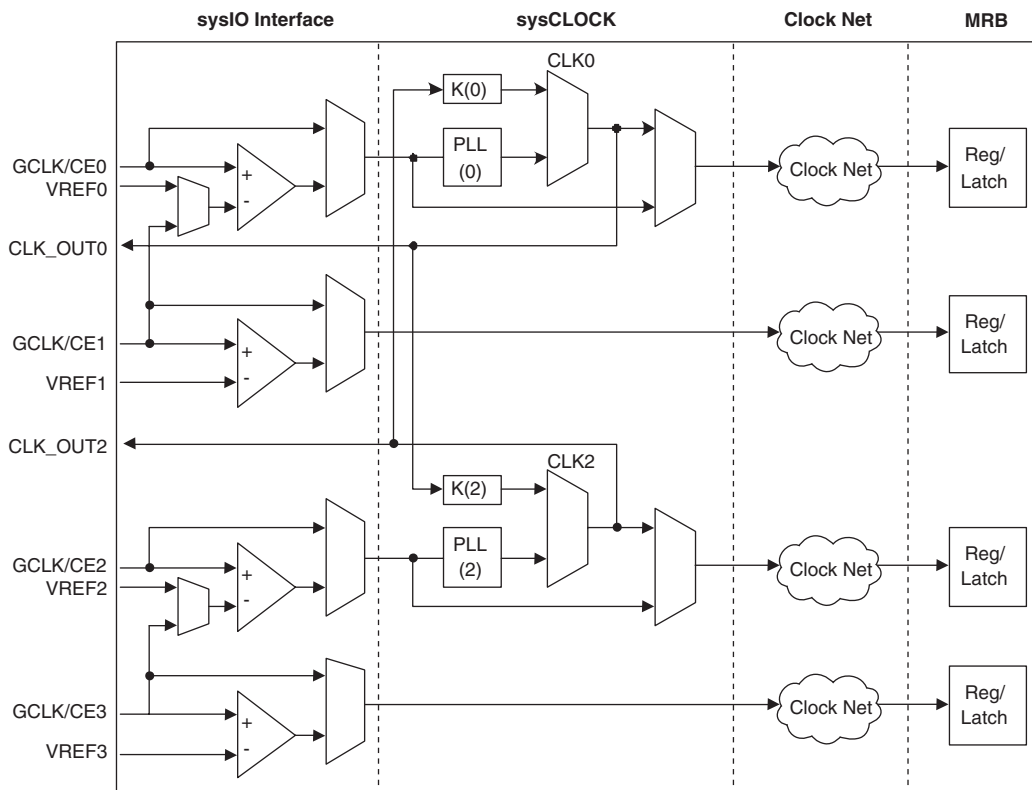 sysIO Interface
sysCLOCK
Clock Net
MRB
CLK0
K(0)
PLL
(0)
GCLK/CE0
VREF0
+
-
Clock Net
Reg/
Latch
CLK_OUT0
GCLK/CE1
VREF1
+
-
Clock Net
Reg/
Latch
CLK_OUT2
CLK2
K(2)
PLL
(2)
GCLK/CE2
VREF2
+
-
Clock Net
Reg/
Latch
GCLK/CE3
VREF3
+
-
Clock Net
Reg/
Latch